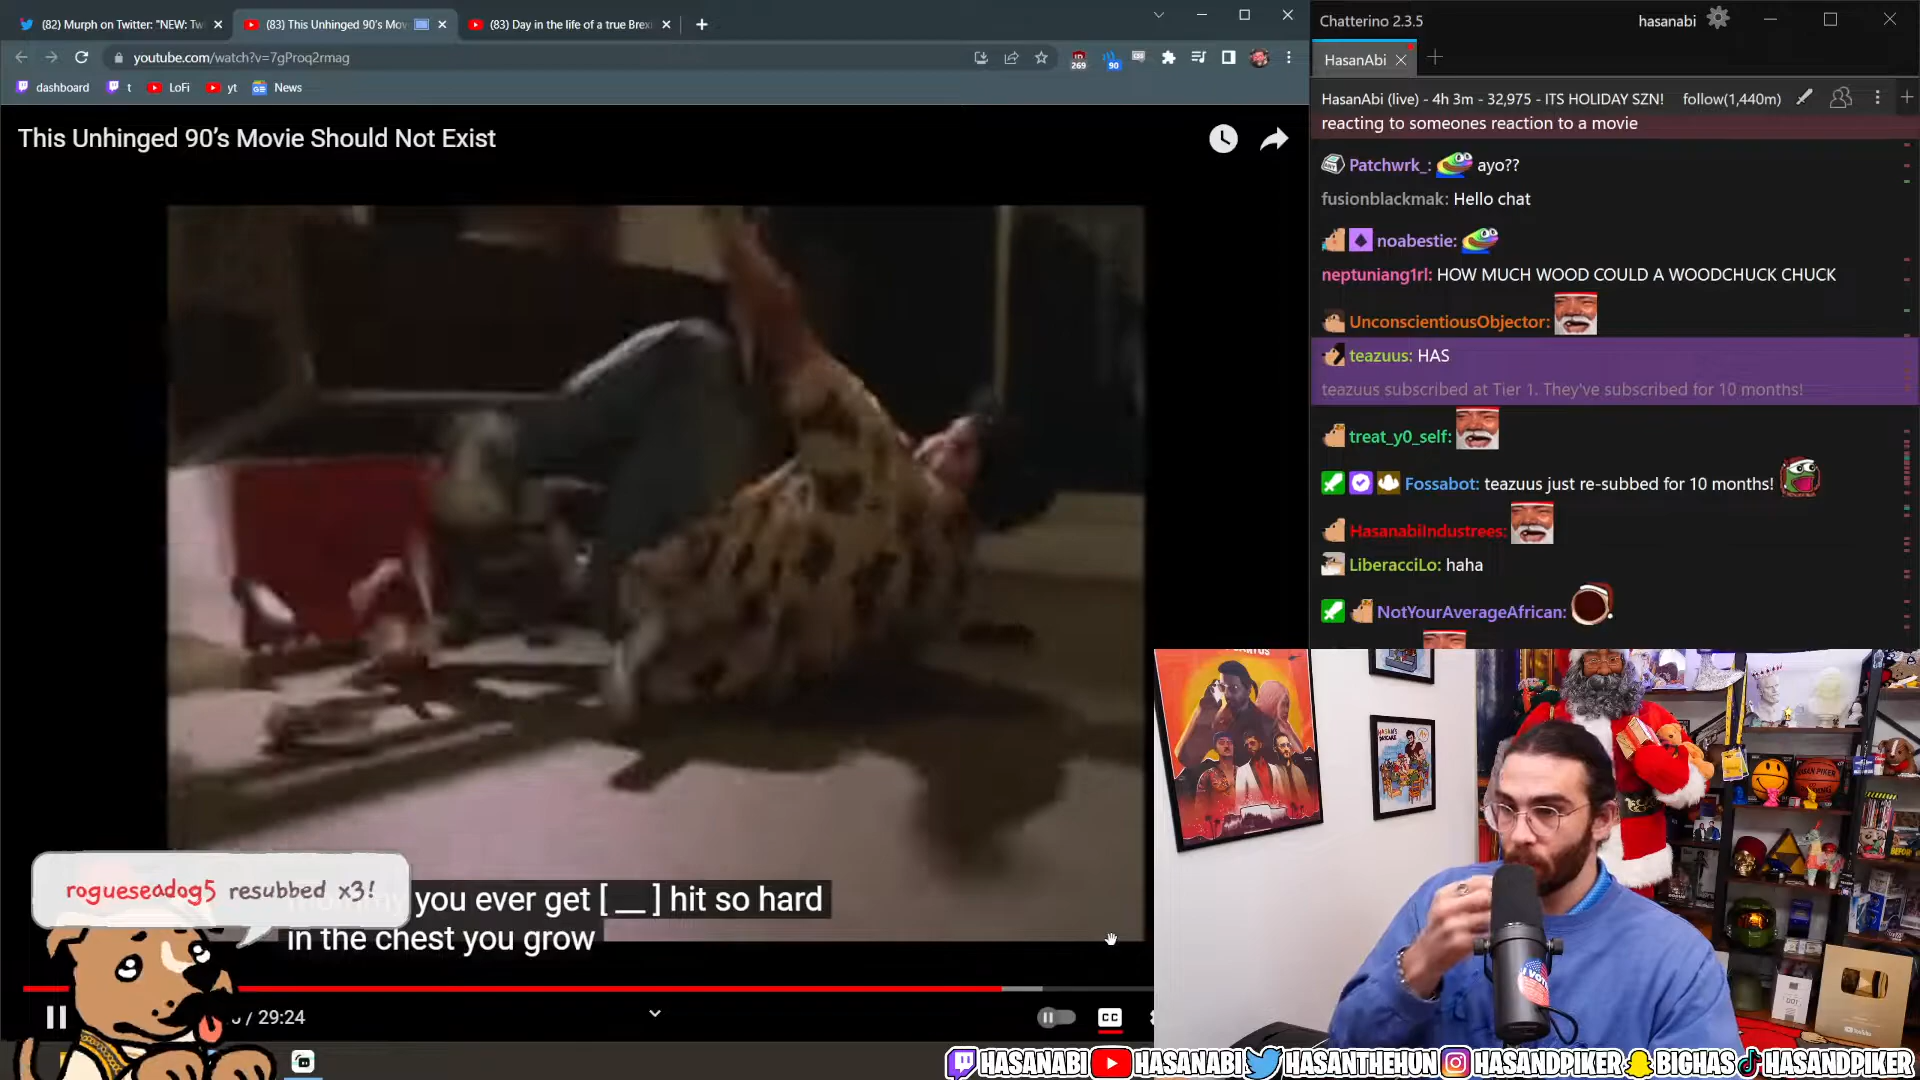 (82) Murph on Twitter: "NEW: Tw
(83) This Unhinged 90's Mov
(83) Day in the life of a true Brex
youtube.com/watch?v=7gProq2rmag
269
90
dashboard
t
LoFi
yt
News
This Unhinged 90's Movie Should Not Exist
you ever get [ __ ] hit so hard
in the chest you grow
rogueseadog5 resubbed x3!
/ 29:24
CC
Chatterino 2.3.5
hasanabi
HasanAbi
HasanAbi (live) - 4h 3m - 32,975 - ITS HOLIDAY SZN!
follow(1,440m)
reacting to someones reaction to a movie
Patchwrk_: ayo??
fusionblackmak: Hello chat
noabestie:
neptuniang1rl: HOW MUCH WOOD COULD A WOODCHUCK CHUCK
UnconscientiousObjector:
teazuus: HAS
teazuus subscribed at Tier 1. They've subscribed for 10 months!
treat_y0_self:
Fossabot: teazuus just re-subbed for 10 months!
HasanabiIndustrees:
LiberacciLo: haha
NotYourAverageAfrican:
HASANABI
HASANABI
HASANTHEHUN
HASANDPIKER
BIGHAS
HASANDPIKER